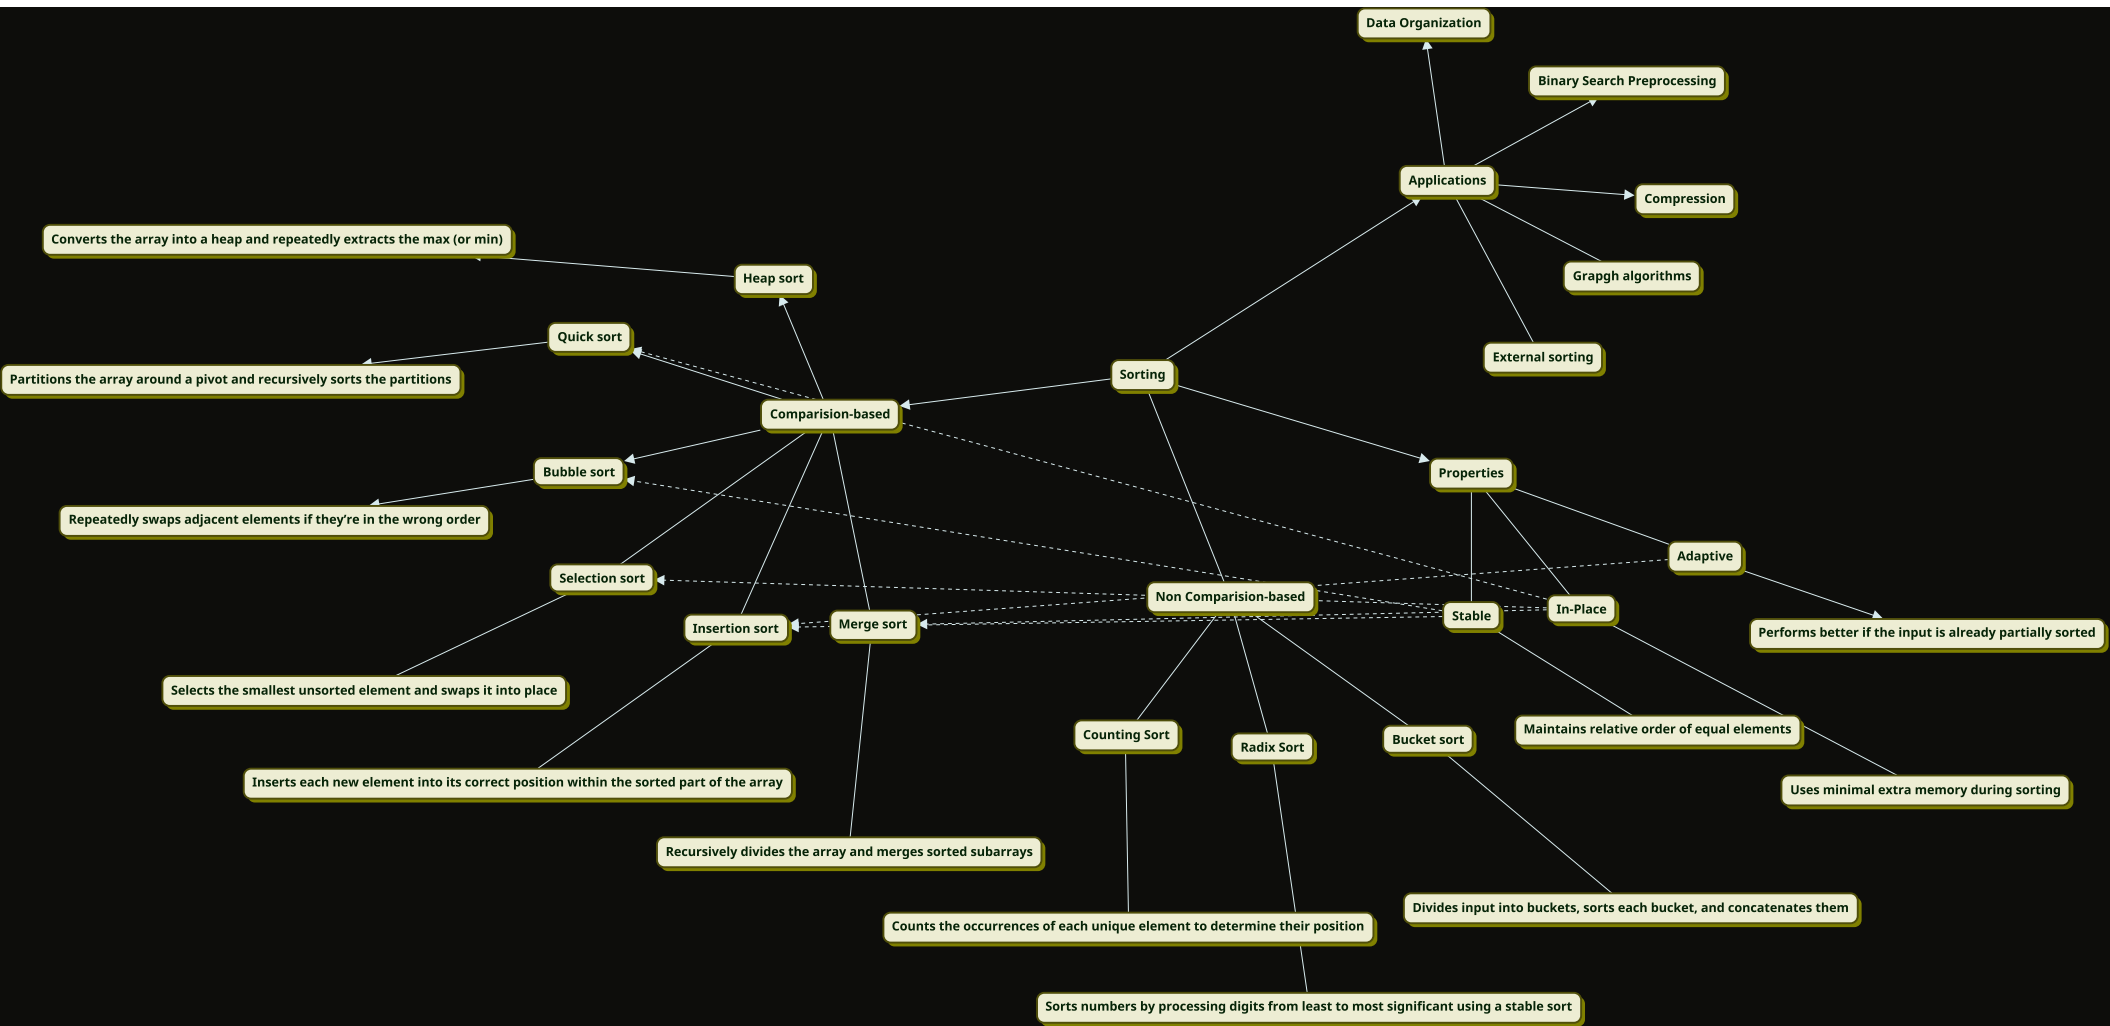 Data Organization
Binary Search Preprocessing
Applications
Compression
Converts the array into a heap and repeatedly extracts the max (or min)
Heap sort
Grapgh algorithms
Quick sort
External sorting
Partitions the array around a pivot and recursively sorts the partitions
Sorting
Comparision-based
Bubble sort
Properties
Repeatedly swaps adjacent elements if they’re in the wrong order
Adaptive
Selection sort
Non Comparision-based
In-Place
Stable
Insertion sort
Merge sort
Performs better if the input is already partially sorted
Selects the smallest unsorted element and swaps it into place
Counting Sort
Radix Sort
Bucket sort
Maintains relative order of equal elements
Inserts each new element into its correct position within the sorted part of the array
Uses minimal extra memory during sorting
Recursively divides the array and merges sorted subarrays
Divides input into buckets, sorts each bucket, and concatenates them
Counts the occurrences of each unique element to determine their position
Sorts numbers by processing digits from least to most significant using a stable sort